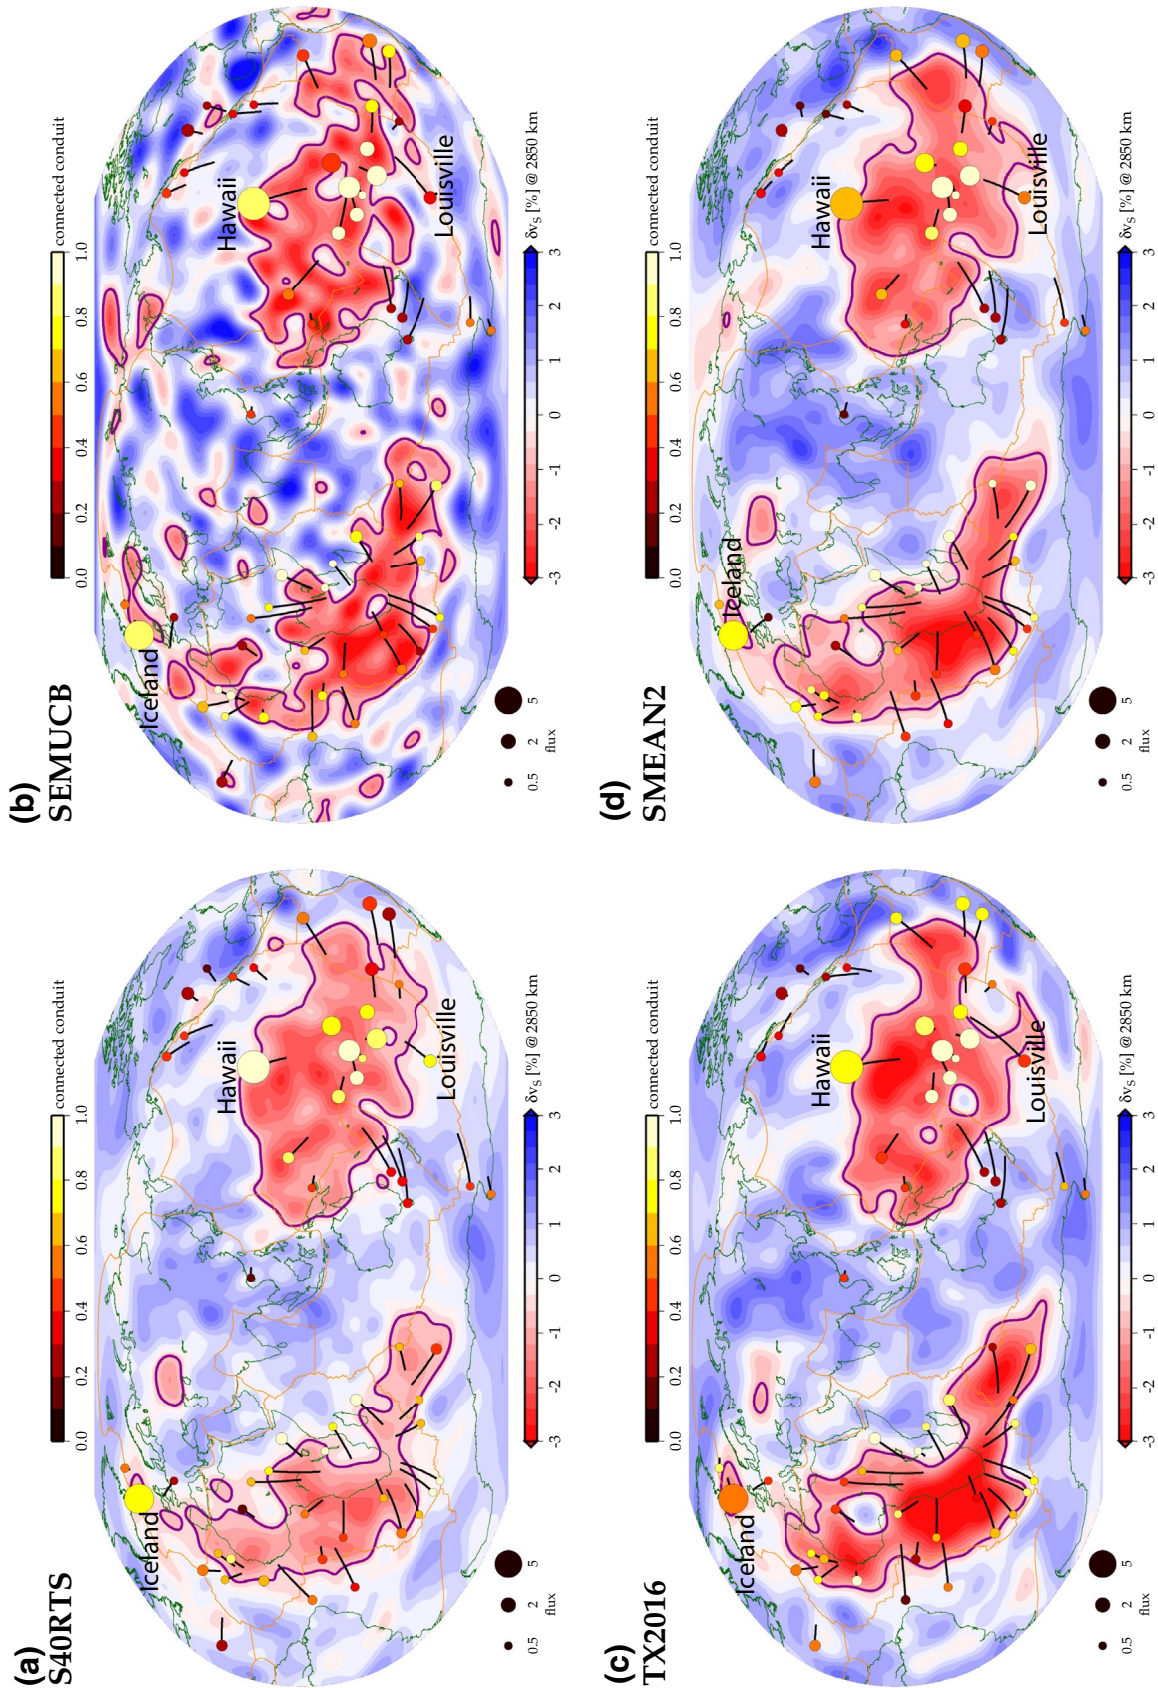 (a)
S40RTS
0.0 0.2 0.4 0.6 0.8 1.0 connected conduit
Iceland
Hawaii
Louisville
0.5 2 5
flux
-3 -2 -1 0 1 2 3 δvS [%] @ 2850 km
(b)
SEMUCB
0.0 0.2 0.4 0.6 0.8 1.0 connected conduit
Iceland
Hawaii
Louisville
0.5 2 5
flux
-3 -2 -1 0 1 2 3 δvS [%] @ 2850 km
(c)
TX2016
0.0 0.2 0.4 0.6 0.8 1.0 connected conduit
Iceland
Hawaii
Louisville
0.5 2 5
flux
-3 -2 -1 0 1 2 3 δvS [%] @ 2850 km
(d)
SMEAN2
0.0 0.2 0.4 0.6 0.8 1.0 connected conduit
Iceland
Hawaii
Louisville
0.5 2 5
flux
-3 -2 -1 0 1 2 3 δvS [%] @ 2850 km